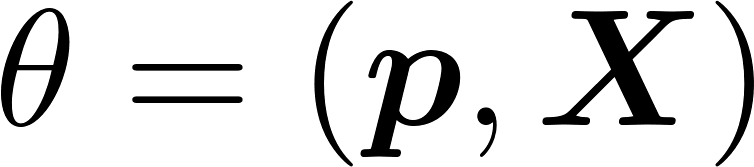 θ = (𝒑, 𝑿)